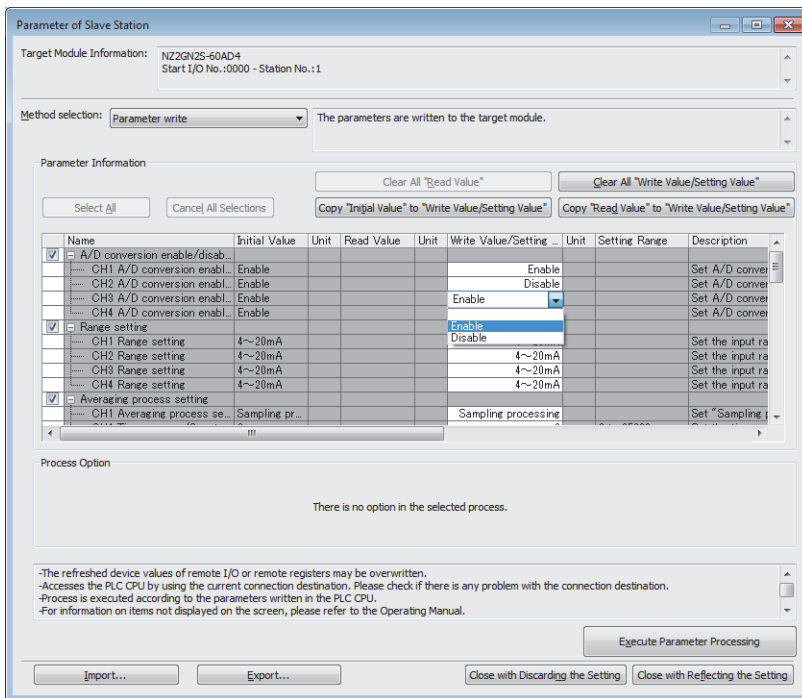 Parameter of Slave Station
Target Module Information:
NZ2GN2S-60AD4
Start I/O No.:0000 - Station No.:1
Method selection: Parameter write The parameters are written to the target module.
Parameter Information
Clear All "Read Value" Clear All "Write Value/Setting Value"
Select All Cancel All Selections Copy "Initial Value" to "Write Value/Setting Value" Copy "Read Value" to "Write Value/Setting Value"
Name Initial Value Unit Read Value Unit Write Value/Setting ... Unit Setting Range Description
A/D conversion enable/disab...
CH1 A/D conversion enabl... Enable Enable Set A/D conver
CH2 A/D conversion enabl... Enable Disable Set A/D conver
CH3 A/D conversion enabl... Enable Enable Set A/D conver
CH4 A/D conversion enabl... Enable Set A/D conver
Range setting Enable
Disable
CH1 Range setting 4~20mA Set the input ra
CH2 Range setting 4~20mA 4~20mA Set the input ra
CH3 Range setting 4~20mA 4~20mA Set the input ra
CH4 Range setting 4~20mA 4~20mA Set the input ra
Averaging process setting
CH1 Averaging process se... Sampling pr... Sampling processing Set "Sampling p
Process Option
There is no option in the selected process.
-The refreshed device values of remote I/O or remote registers may be overwritten.
-Accesses the PLC CPU by using the current connection destination. Please check if there is any problem with the connection destination.
-Process is executed according to the parameters written in the PLC CPU.
-For information on items not displayed on the screen, please refer to the Operating Manual.
Execute Parameter Processing
Import... Export... Close with Discarding the Setting Close with Reflecting the Setting